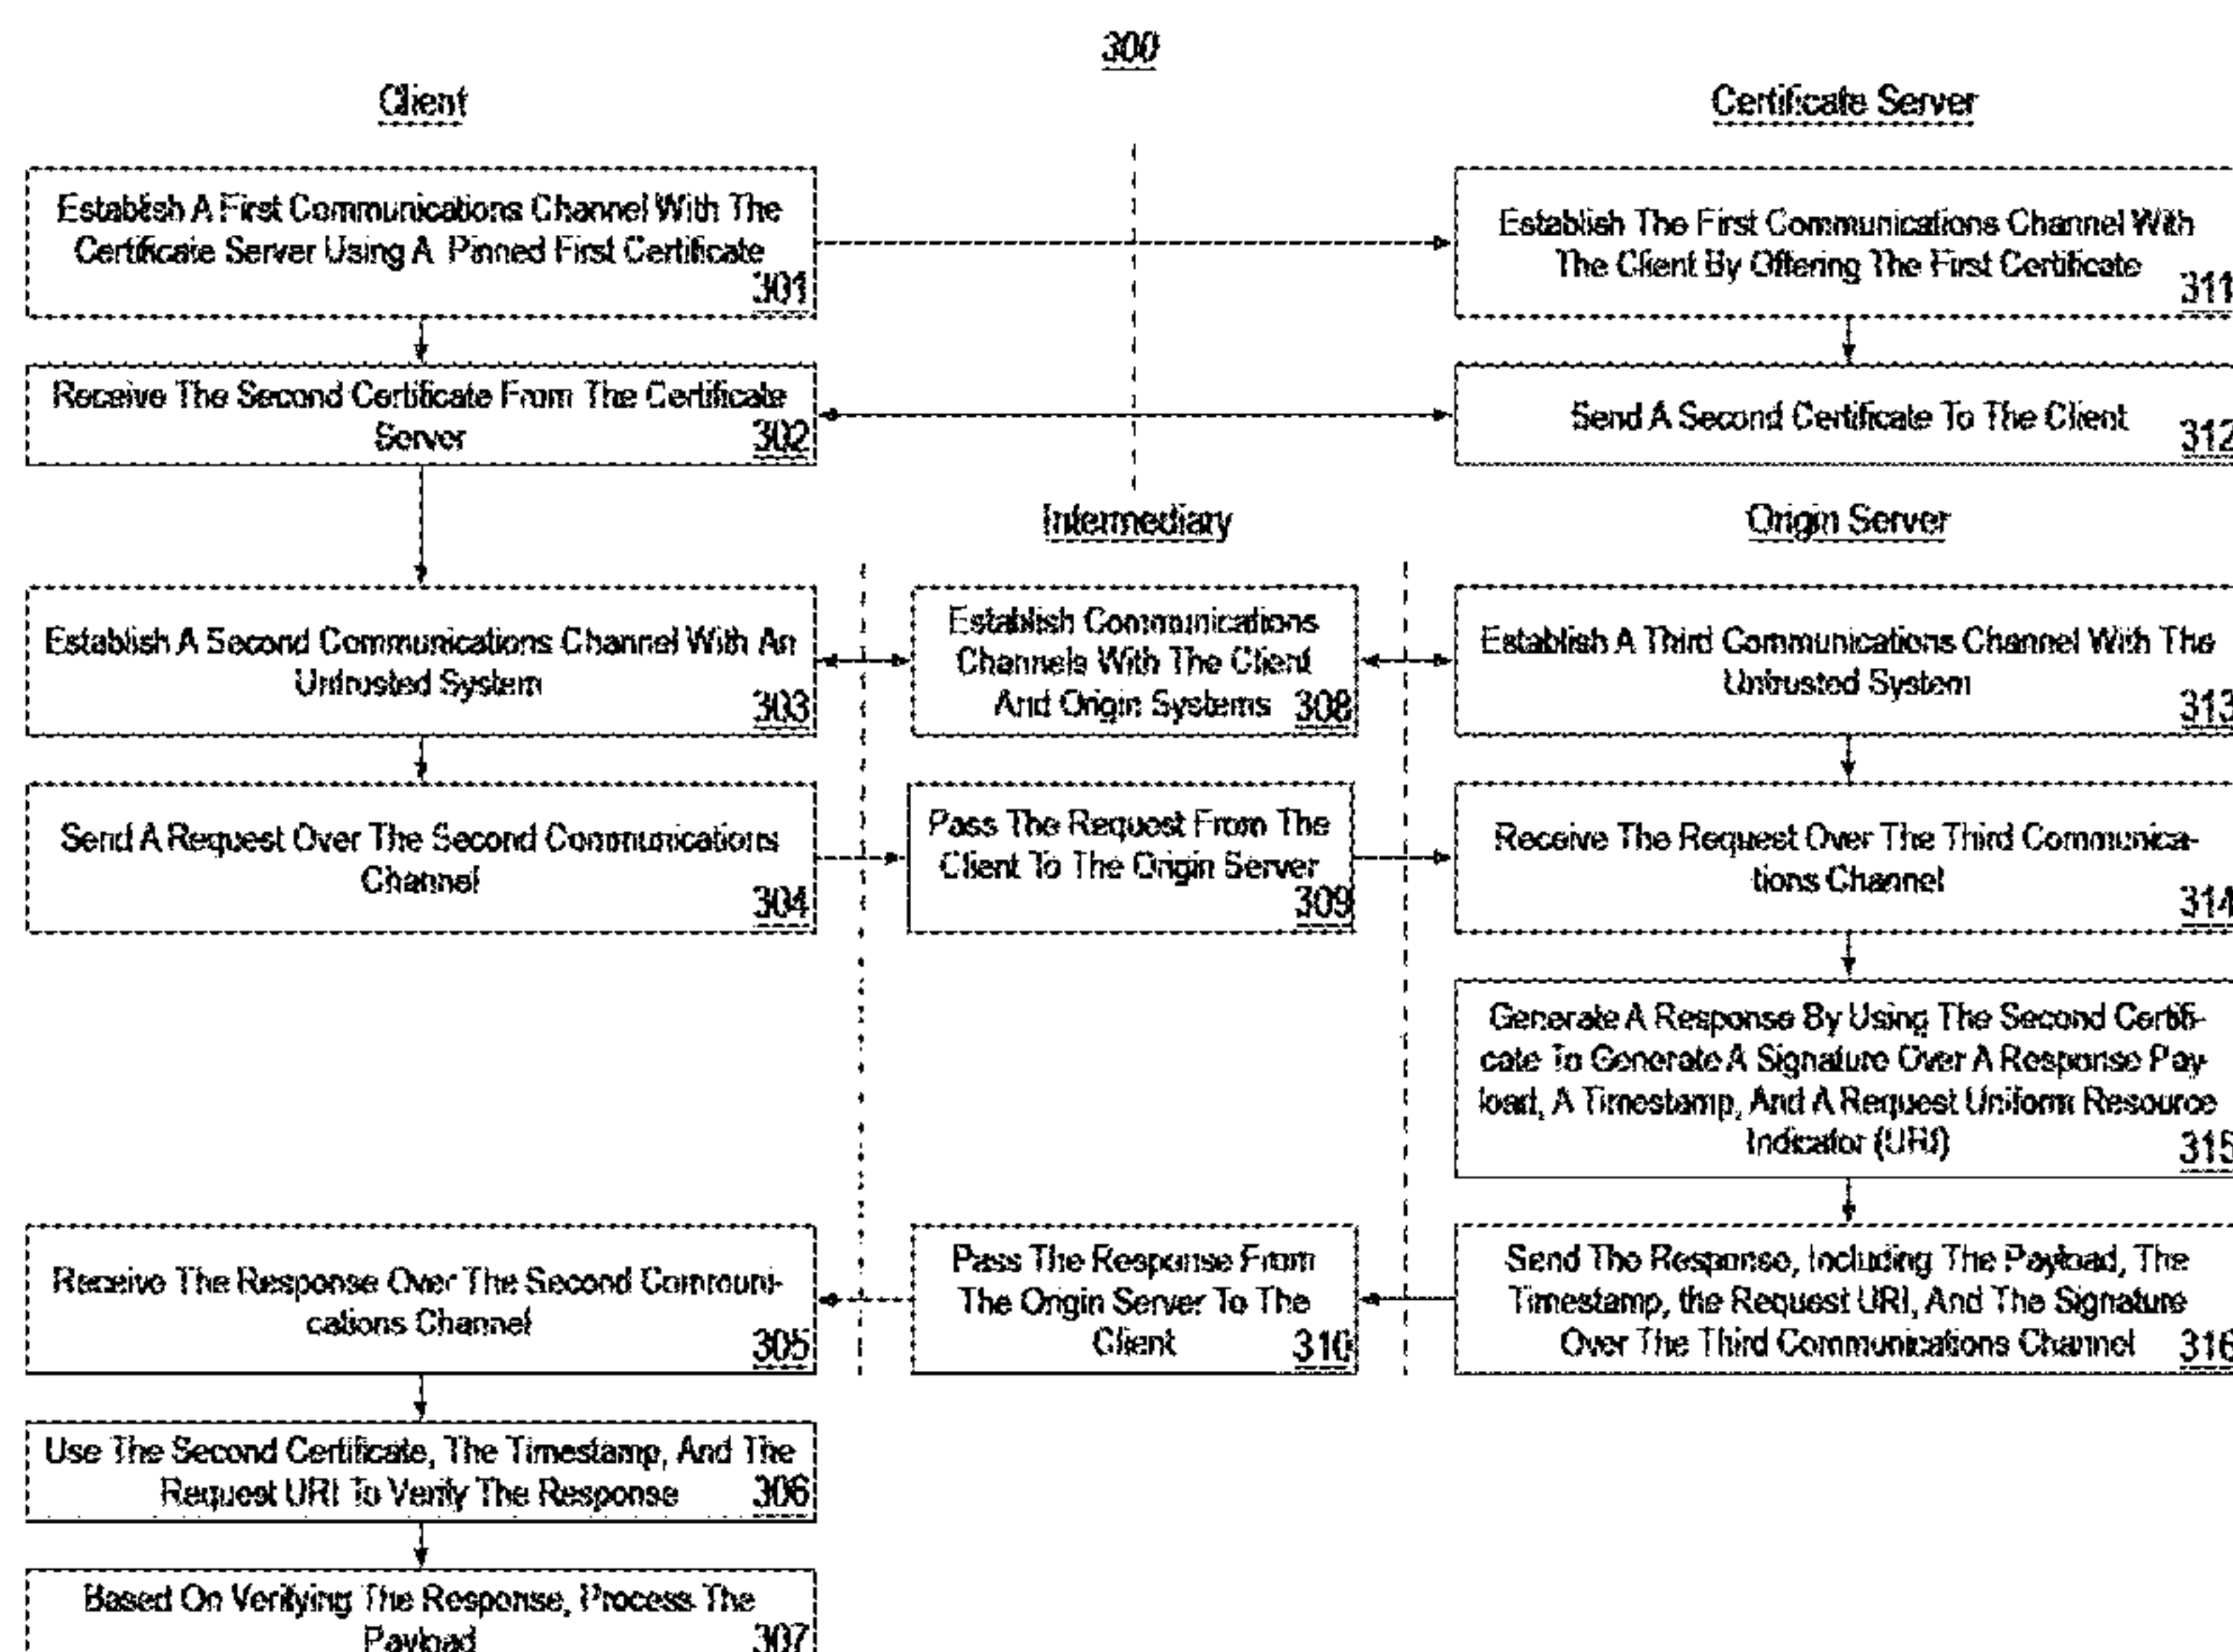 300
Client
Certificate Server
Establish A First Communications Channel With The
Certificate Server Using A Pinned First Certificate
301
Establish The First Communications Channel With
The Client By Offering The First Certificate
311
Receive The Second Certificate From The Certificate
Server
302
Send A Second Certificate To The Client
312
Intermediary
Origin Server
Establish A Second Communications Channel With An
Untrusted System
303
Establish Communications
Channels With The Client
And Origin Systems 308
Establish A Third Communications Channel With The
Untrusted System
313
Send A Request Over The Second Communications
Channel
304
Pass The Request From The
Client To The Origin Server
309
Receive The Request Over The Third Communica-
tions Channel
314
Generate A Response By Using The Second Certifi-
cate To Generate A Signature Over A Response Pay-
load, A Timestamp, And A Request Uniform Resource
Indicator (URI)
315
Receive The Response Over The Second Communi-
cations Channel
305
Pass The Response From
The Origin Server To The
Client 310
Send The Response, Including The Payload, The
Timestamp, the Request URI, And The Signature
Over The Third Communications Channel 316
Use The Second Certificate, The Timestamp, And The
Request URI To Verify The Response 306
Based On Verifying The Response, Process The
Payload 307